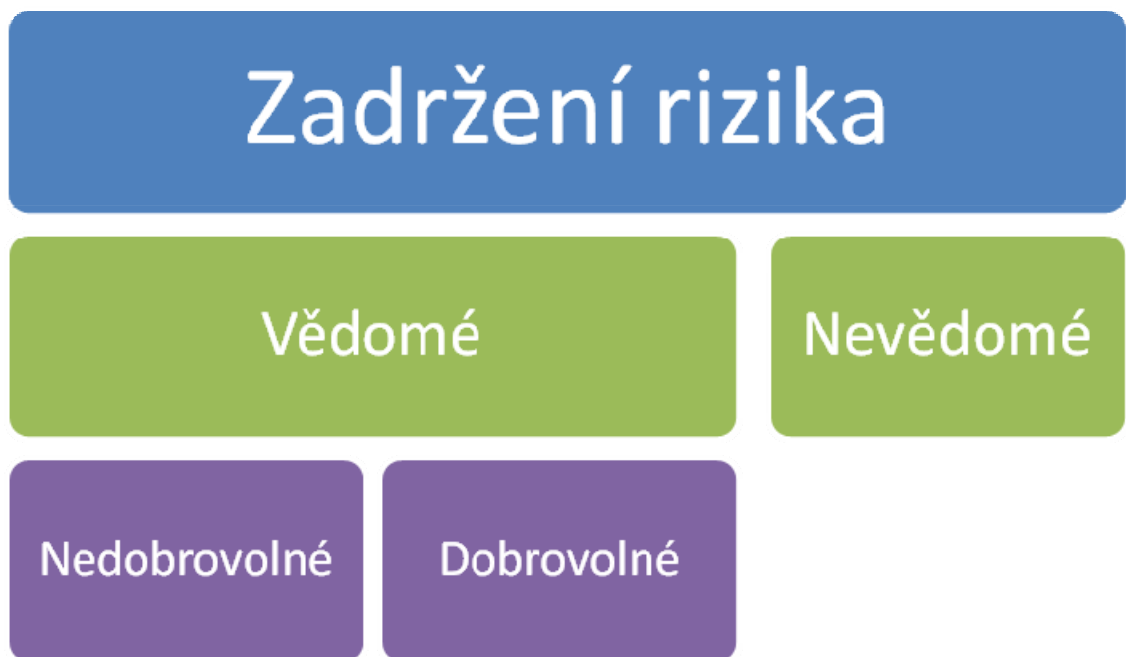 Zadržení rizika
Vědomé
Nevědomé
Nedobrovolné
Dobrovolné